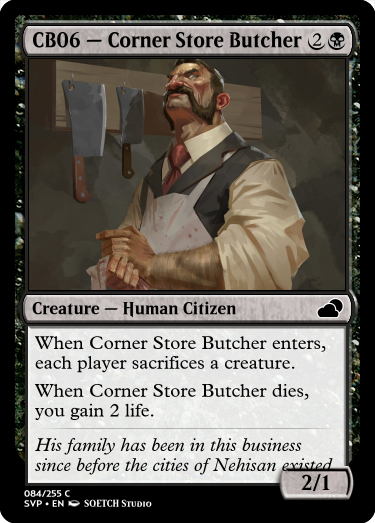 CB06 — Corner Store Butcher 2
Creature — Human Citizen
When Corner Store Butcher enters,
each player sacrifices a creature.
When Corner Store Butcher dies,
you gain 2 life.
His family has been in this business
since before the cities of Nehisan existed
2/1
084/255 C
SVP • EN SOETCH STUDIO